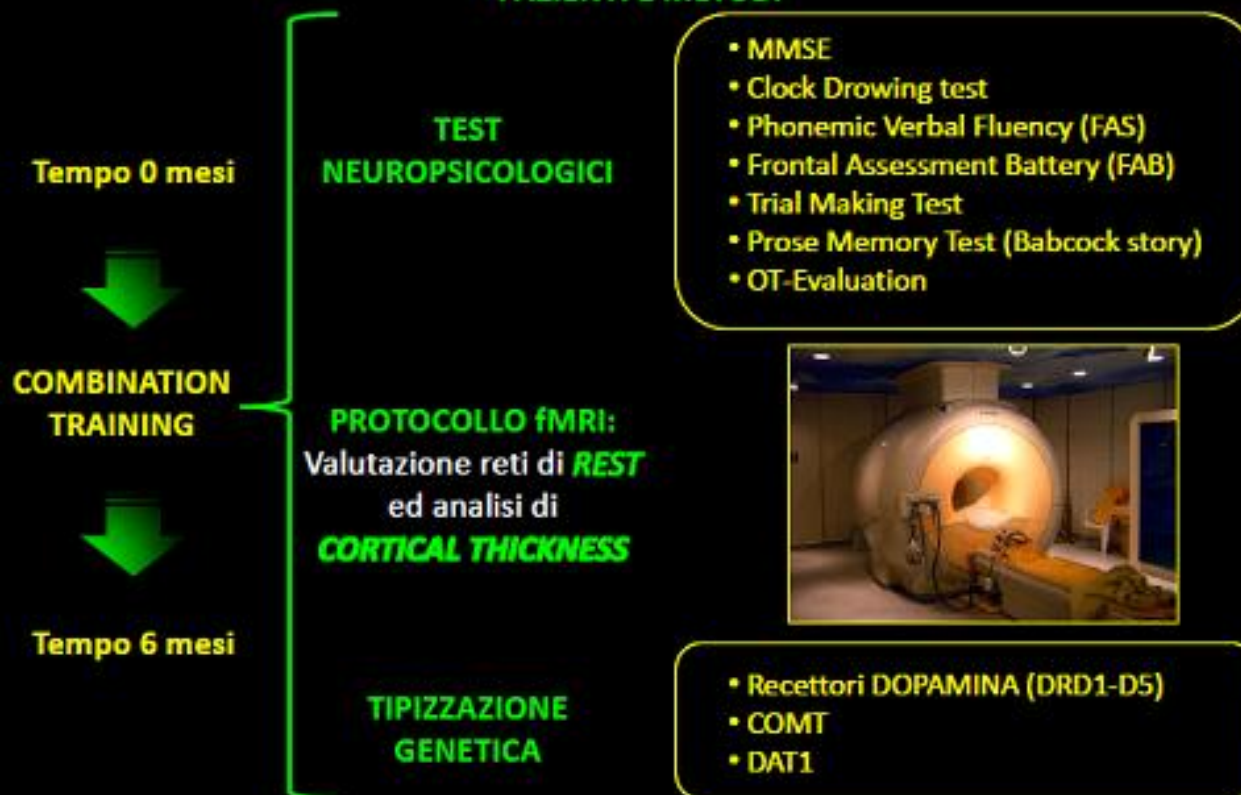 Tempo 0 mesi
COMBINATION
TRAINING
Tempo 6 mesi
TEST
NEUROPSICOLOGICI
• MMSE
• Clock Drowing test
• Phonemic Verbal Fluency (FAS)
• Frontal Assessment Battery (FAB)
• Trial Making Test
• Prose Memory Test (Babcock story)
• OT-Evaluation
PROTOCOLLO fMRI:
Valutazione reti di REST
ed analisi di
CORTICAL THICKNESS
TIPIZZAZIONE
GENETICA
• Recettori DOPAMINA (DRD1-D5)
• COMT
• DAT1